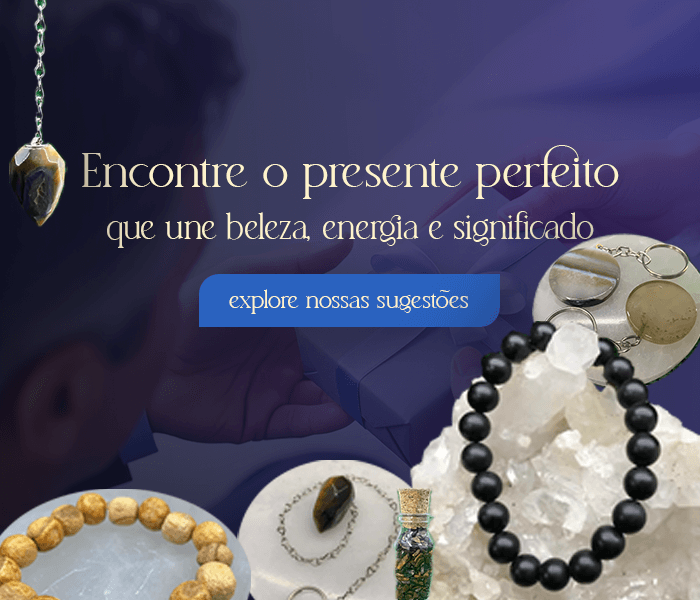 Encontre o presente perfeito
que une beleza, energia e significado
explore nossas sugestões